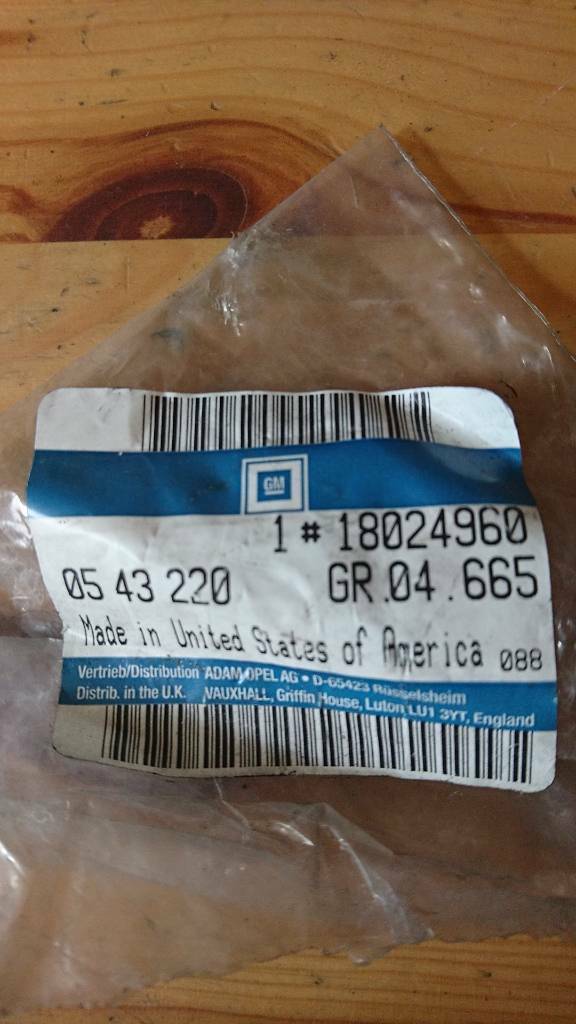 GM
1 # 18024960
05 43 220 GR.04.665
Made in United States of America 088
Vertrieb/Distribution ADAM OPEL AG • D-65423 Rüsselsheim
Distrib. in the U.K. VAUXHALL, Griffin House, Luton LU1 3YT, England